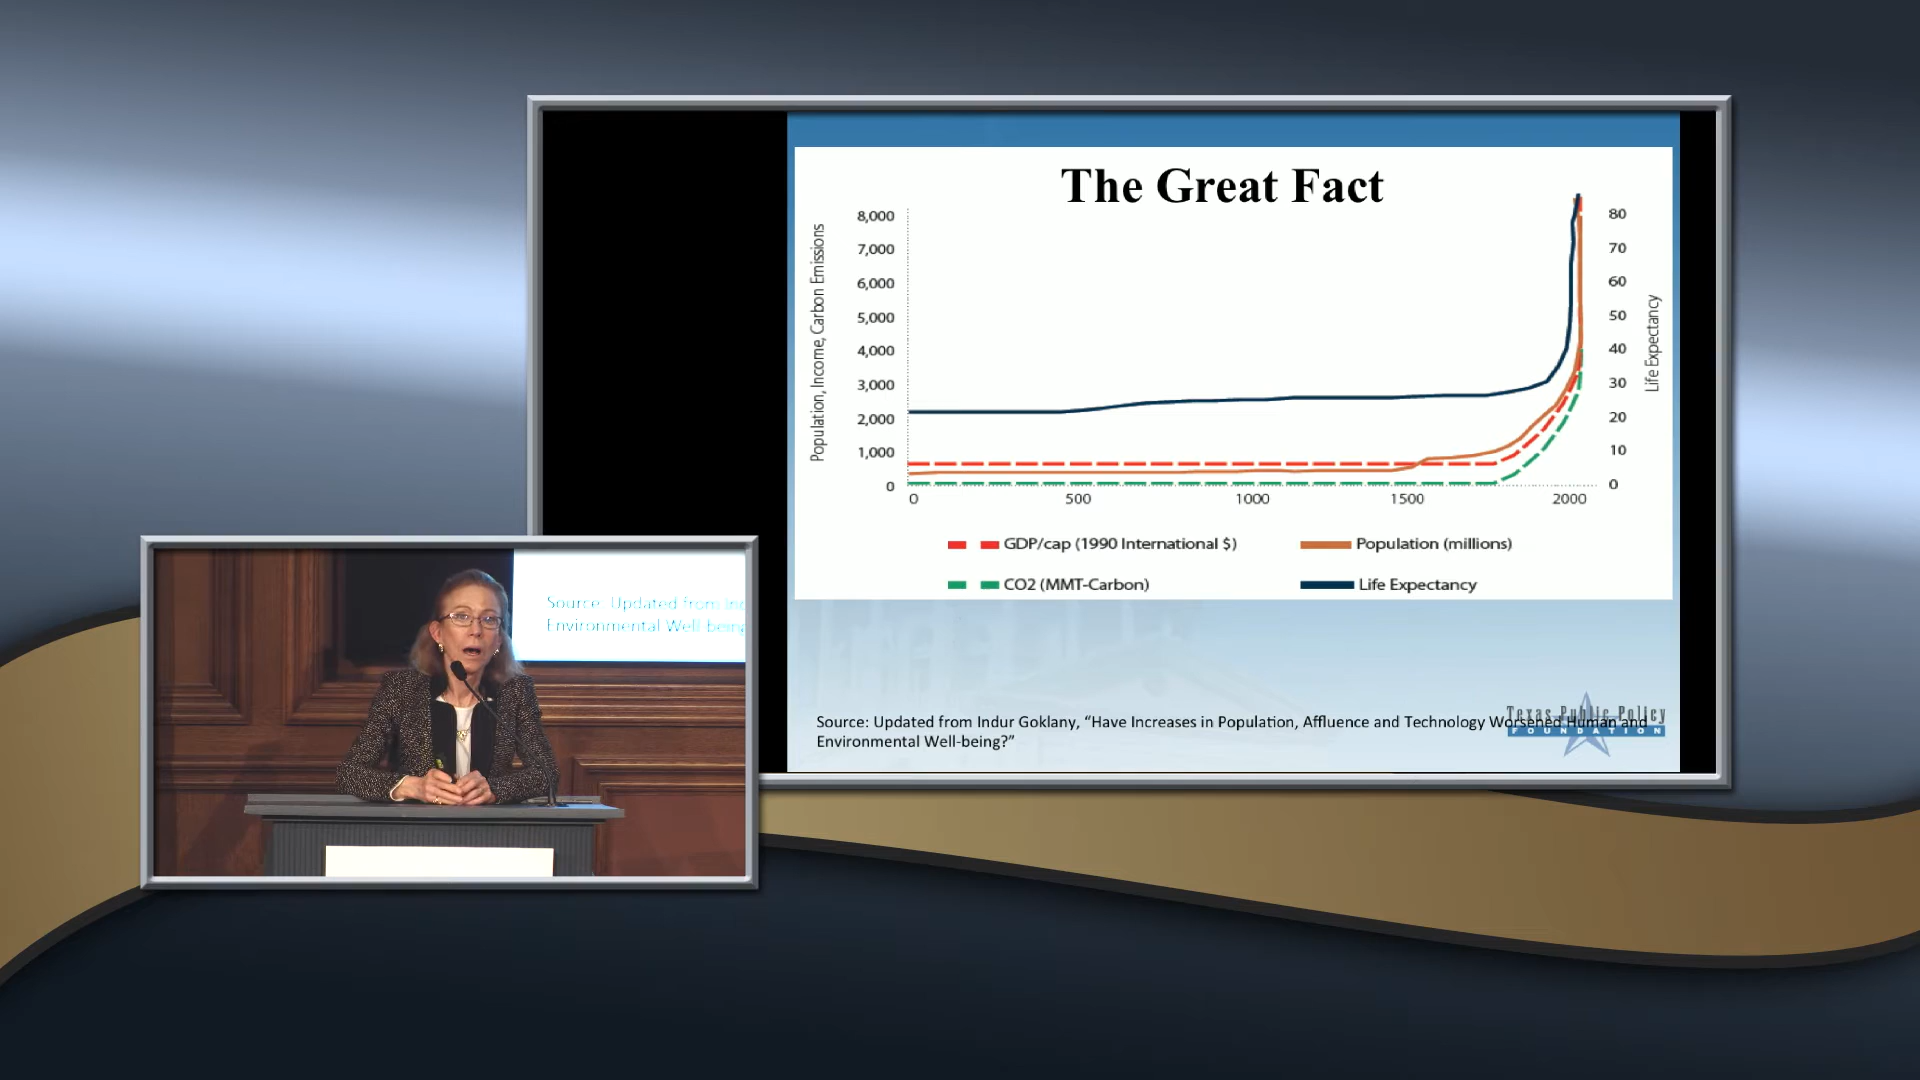 The Great Fact
Population, Income, Carbon Emissions
8,000
7,000
6,000
5,000
4,000
3,000
2,000
1,000
0
80
70
60
50
40
30
20
10
0
Life Expectancy
0 500 1000 1500 2000
GDP/cap (1990 International $) Population (millions)
CO2 (MMT-Carbon) Life Expectancy
Source: Updated from Indur Goklany, “Have Increases in Population, Affluence and Technology Worsened Human and
Environmental Well-being?”
Texas Public Policy
FOUNDATION
Source: Updated from Ind
Environmental Well-being